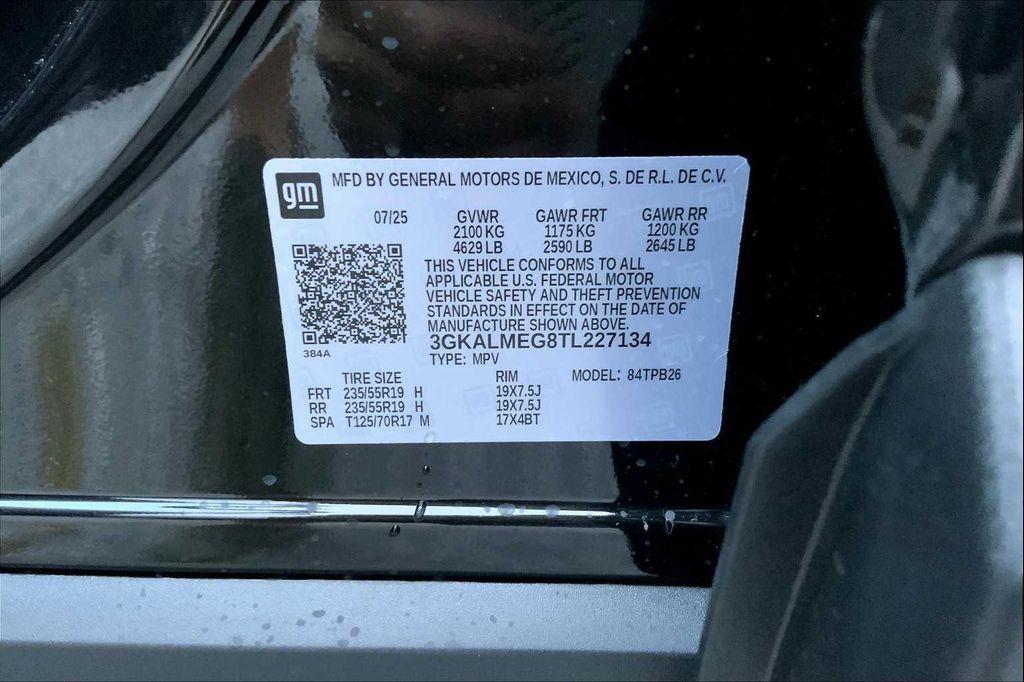 gm MFD BY GENERAL MOTORS DE MEXICO, S. DE R.L. DE C.V.
07/25 GVWR GAWR FRT GAWR RR
2100 KG 1175 KG 1200 KG
4629 LB 2590 LB 2645 LB
THIS VEHICLE CONFORMS TO ALL
APPLICABLE U.S. FEDERAL MOTOR
VEHICLE SAFETY AND THEFT PREVENTION
STANDARDS IN EFFECT ON THE DATE OF
MANUFACTURE SHOWN ABOVE.
3GKALMEG8TL227134
384A
TYPE: MPV
TIRE SIZE RIM MODEL: 84TPB26
FRT 235/55R19 H 19X7.5J
RR 235/55R19 H 19X7.5J
SPA T125/70R17 M 17X4BT